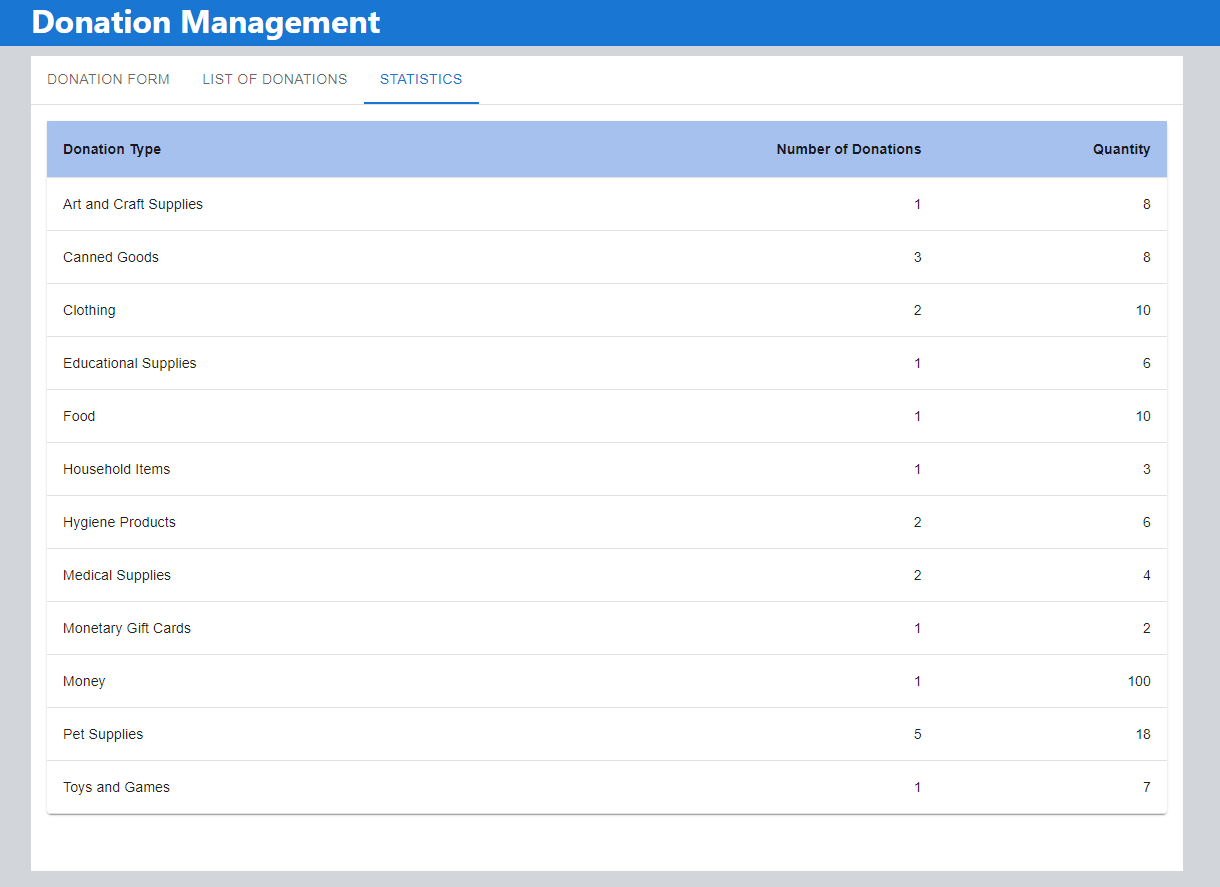 Donation Management
DONATION FORM LIST OF DONATIONS STATISTICS
Donation Type Number of Donations Quantity
Art and Craft Supplies 1 8
Canned Goods 3 8
Clothing 2 10
Educational Supplies 1 6
Food 1 10
Household Items 1 3
Hygiene Products 2 6
Medical Supplies 2 4
Monetary Gift Cards 1 2
Money 1 100
Pet Supplies 5 18
Toys and Games 1 7